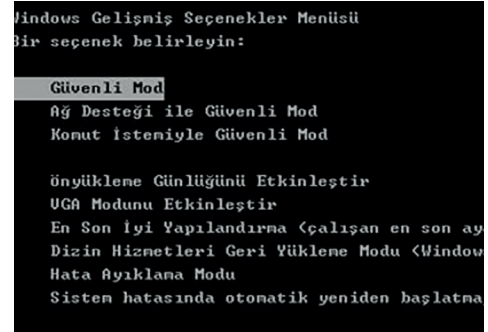 Windows Gelişmiş Seçenekler Menüsü
Bir seçenek belirleyin:
Güvenli Mod
Ağ Desteği ile Güvenli Mod
Komut İstemiyle Güvenli Mod
Önyükleme Günlüğünü Etkinleştir
VGA Modunu Etkinleştir
En Son İyi Yapılandırma (çalışan en son
Dizin Hizmetleri Geri Yükleme Modu (Windows
Hata Ayıklama Modu
Sistem hatasında otomatik yeniden başlatma